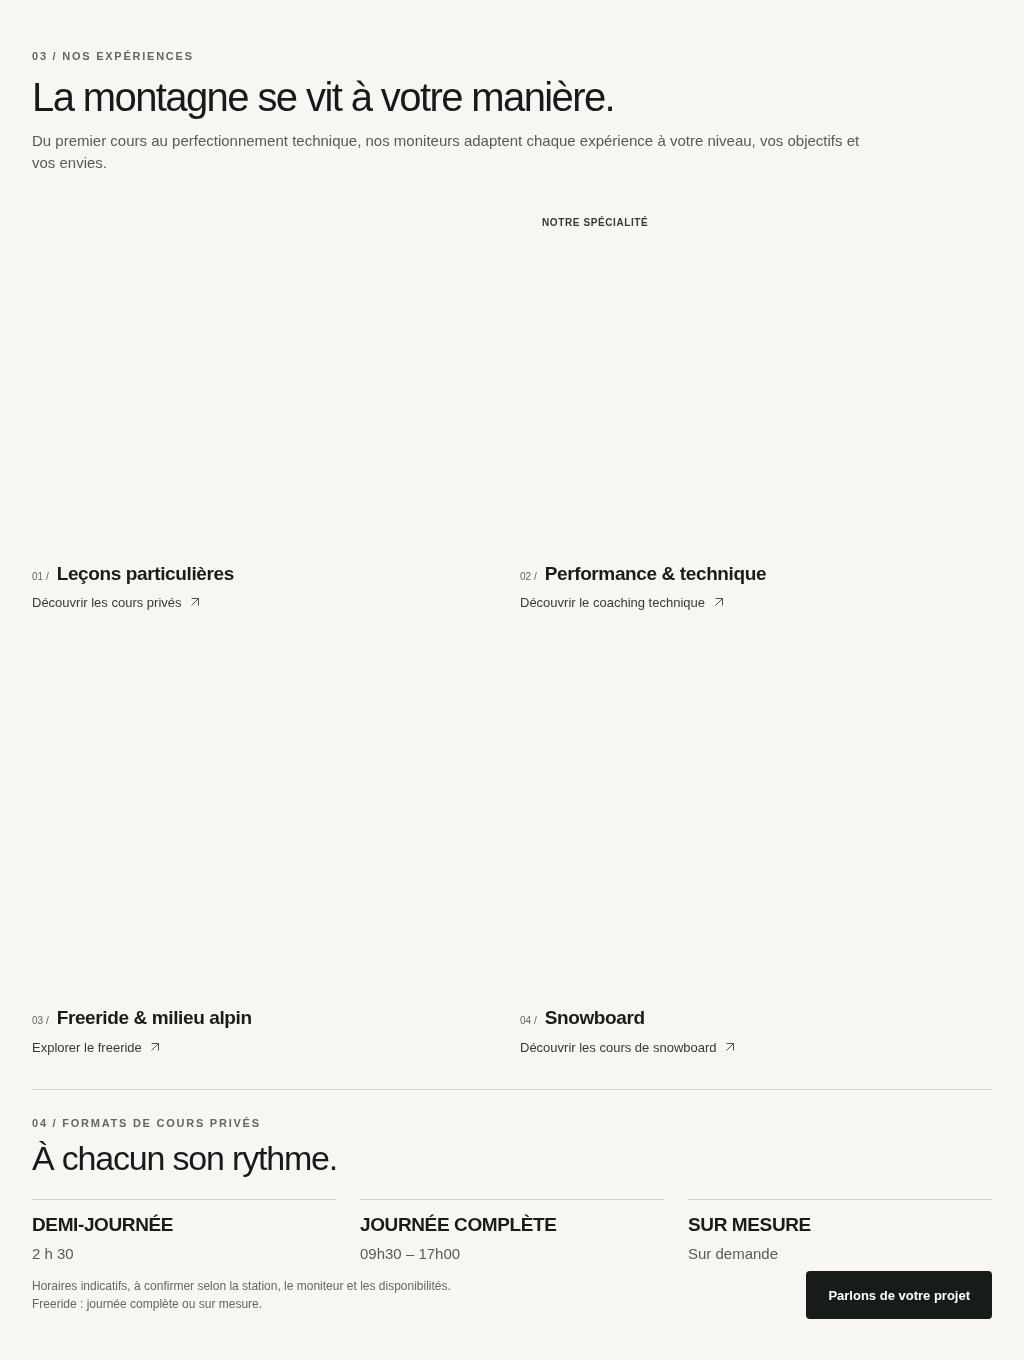 03 / NOS EXPÉRIENCES
La montagne se vit à votre manière.
Du premier cours au perfectionnement technique, nos moniteurs adaptent chaque expérience à votre niveau, vos objectifs et
vos envies.
NOTRE SPÉCIALITÉ
01 / Leçons particulières
Découvrir les cours privés
02 / Performance & technique
Découvrir le coaching technique
03 / Freeride & milieu alpin
Explorer le freeride
04 / Snowboard
Découvrir les cours de snowboard
04 / FORMATS DE COURS PRIVÉS
À chacun son rythme.
DEMI-JOURNÉE
2 h 30
JOURNÉE COMPLÈTE
09h30 – 17h00
SUR MESURE
Sur demande
Horaires indicatifs, à confirmer selon la station, le moniteur et les disponibilités.
Freeride : journée complète ou sur mesure.
Parlons de votre projet